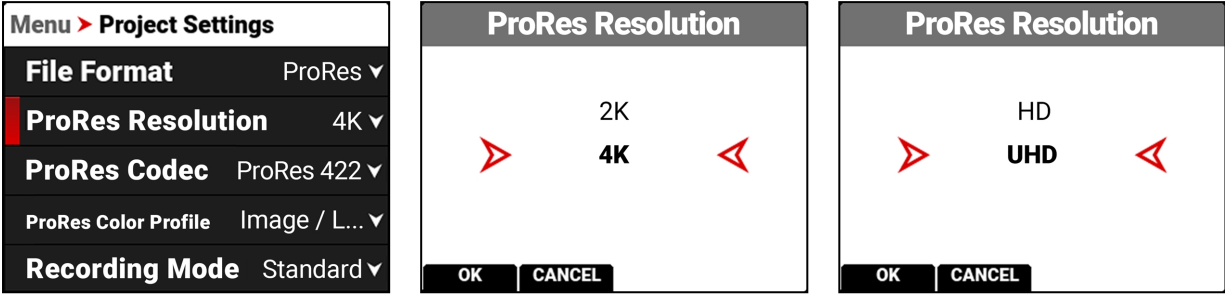 Menu > Project Settings
File Format ProRes
ProRes Resolution 4K
ProRes Codec ProRes 422
ProRes Color Profile Image / L...
Recording Mode Standard
ProRes Resolution
2K
4K
OK CANCEL
ProRes Resolution
HD
UHD
OK CANCEL